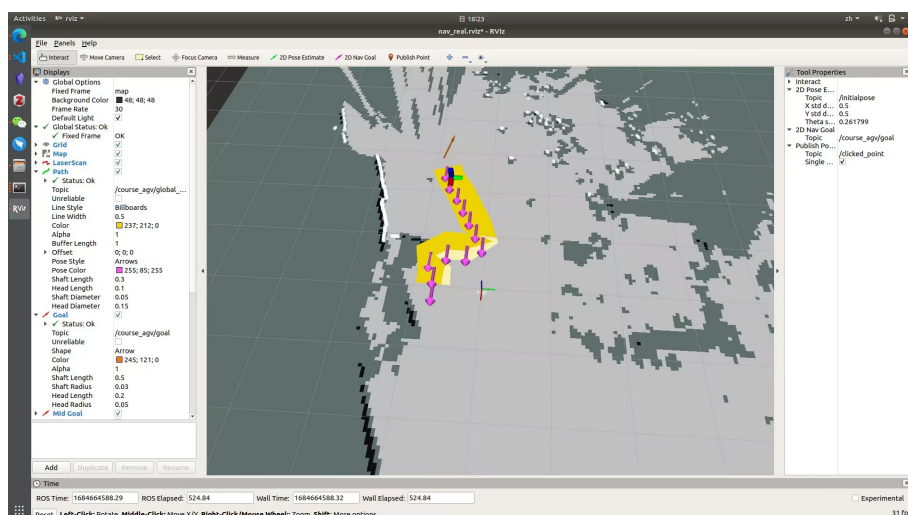 Activities RViz 日 18:23 zh
nav_real.rviz* - RViz
File Panels Help
Interact Move Camera Select Focus Camera Measure 2D Pose Estimate 2D Nav Goal Publish Point
Displays
Global Options
Fixed Frame map
Background Color 48; 48; 48
Frame Rate 30
Default Light
Global Status: Ok
Fixed Frame OK
Grid
Map
LaserScan
Path
Status: Ok
Topic /course_agv/global_...
Unreliable
Line Style Billboards
Line Width 0.5
Color 237; 212; 0
Alpha 1
Buffer Length 1
Offset 0; 0; 0
Pose Style Arrows
Pose Color 255; 85; 255
Shaft Length 0.3
Head Length 0.1
Shaft Diameter 0.05
Head Diameter 0.15
Goal
Status: Ok
Topic /course_agv/goal
Unreliable
Shape Arrow
Color 245; 121; 0
Alpha 1
Shaft Length 0.5
Shaft Radius 0.03
Head Length 0.2
Head Radius 0.05
Mid Goal
Add Duplicate Remove Rename
Tool Properties
Interact
2D Pose E...
Topic /initialpose
X std d... 0.5
Y std d... 0.5
Theta s... 0.261799
2D Nav Goal
Topic /course_agv/goal
Publish Po...
Topic /clicked_point
Single ...
RViz
Time
ROS Time: 1684664588.29 ROS Elapsed: 524.84 Wall Time: 1684664588.32 Wall Elapsed: 524.84 Experimental
Reset Left-Click: Rotate. Middle-Click: Move X/Y. Right-Click/Mouse Wheel: Zoom. Shift: More options. 31 fps